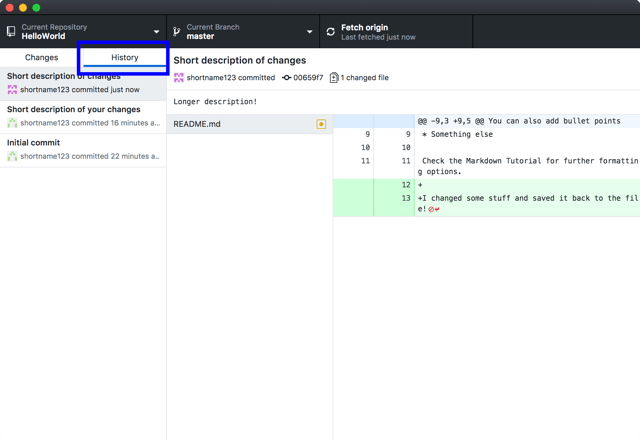 Current Repository
HelloWorld
Current Branch
master
Fetch origin
Last fetched just now
Changes
History
Short description of changes
shortname123 committed just now
Short description of your changes
shortname123 committed 16 minutes a...
Initial commit
shortname123 committed 22 minutes a...
Short description of changes
shortname123 committed 00659f7 1 changed file
Longer description!
README.md
@@ -9,3 +9,5 @@ You can also add bullet points
9 9 * Something else
10 10
11 11 Check the Markdown Tutorial for further formattin
g options.
12 +
13 +I changed some stuff and saved it back to the fil
e!